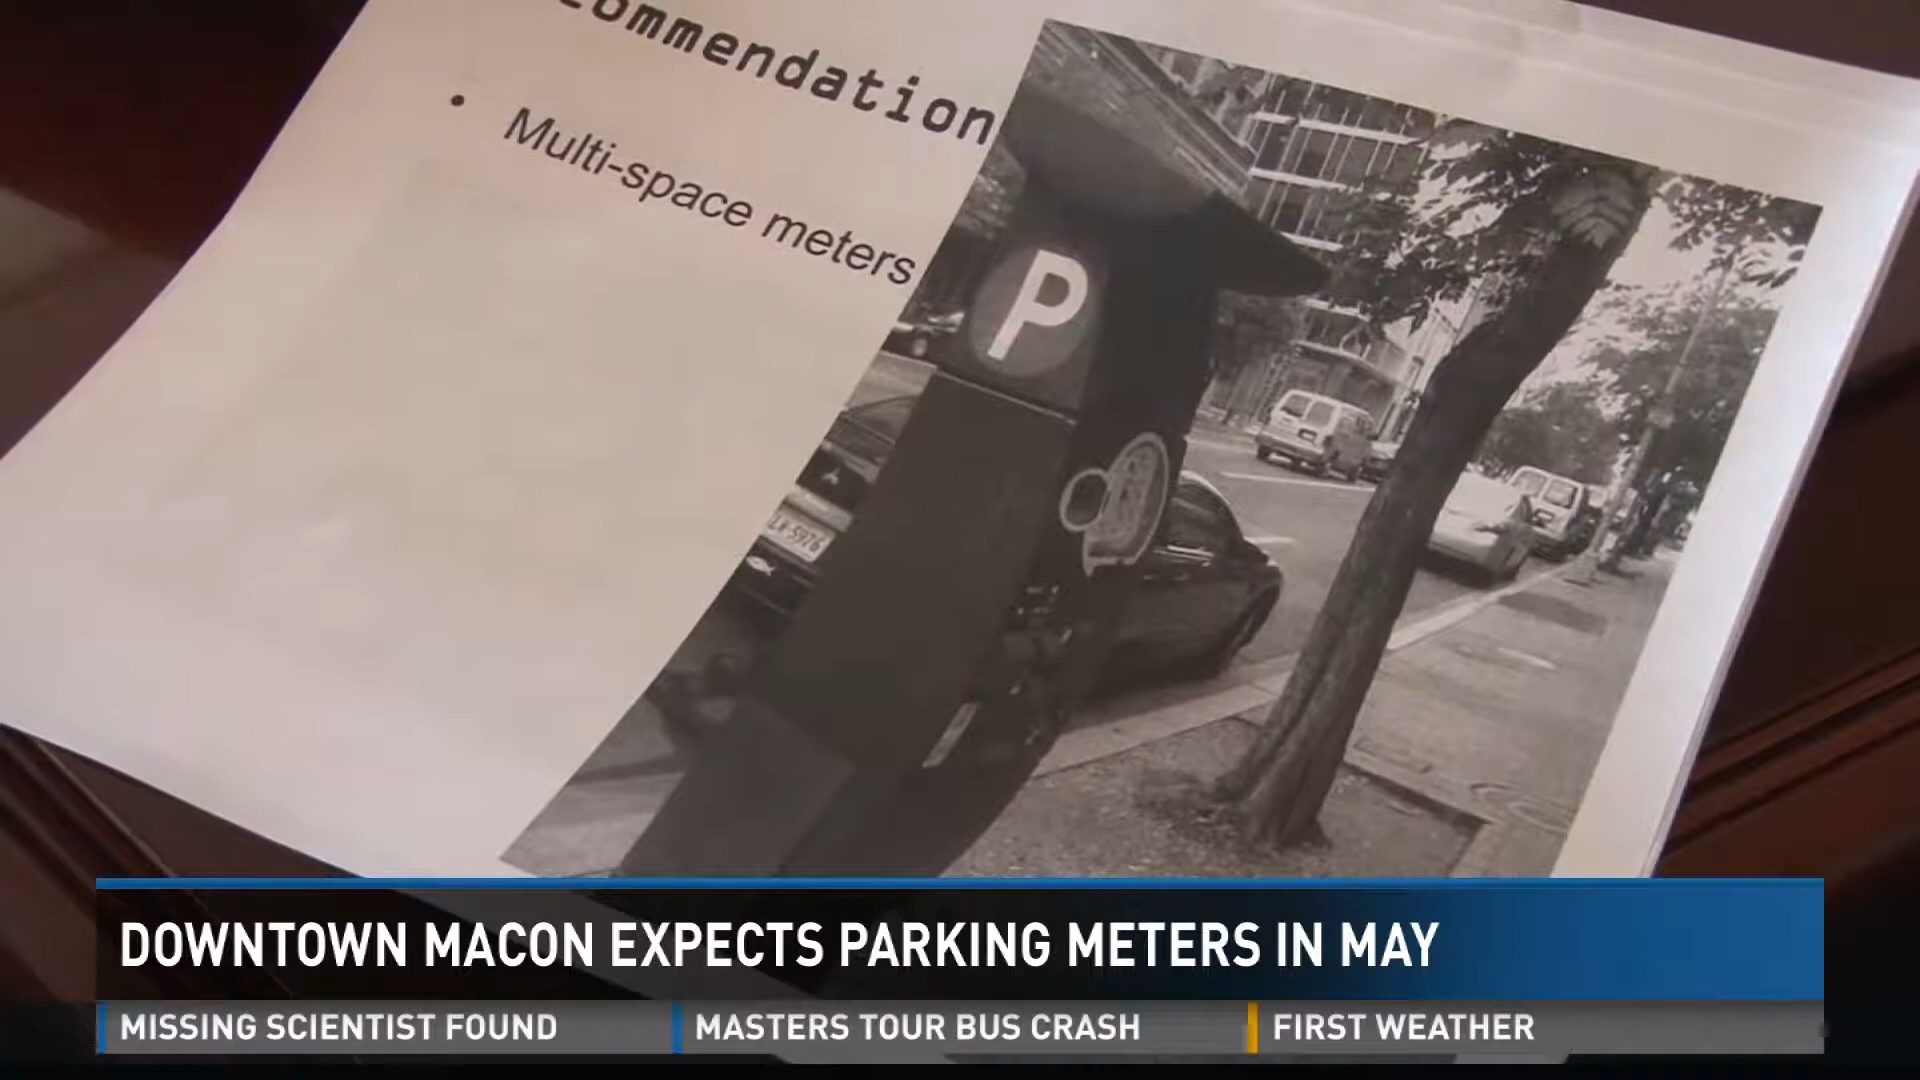 commendation
• Multi-space meters
P
DOWNTOWN MACON EXPECTS PARKING METERS IN MAY
MISSING SCIENTIST FOUND
MASTERS TOUR BUS CRASH
FIRST WEATHER